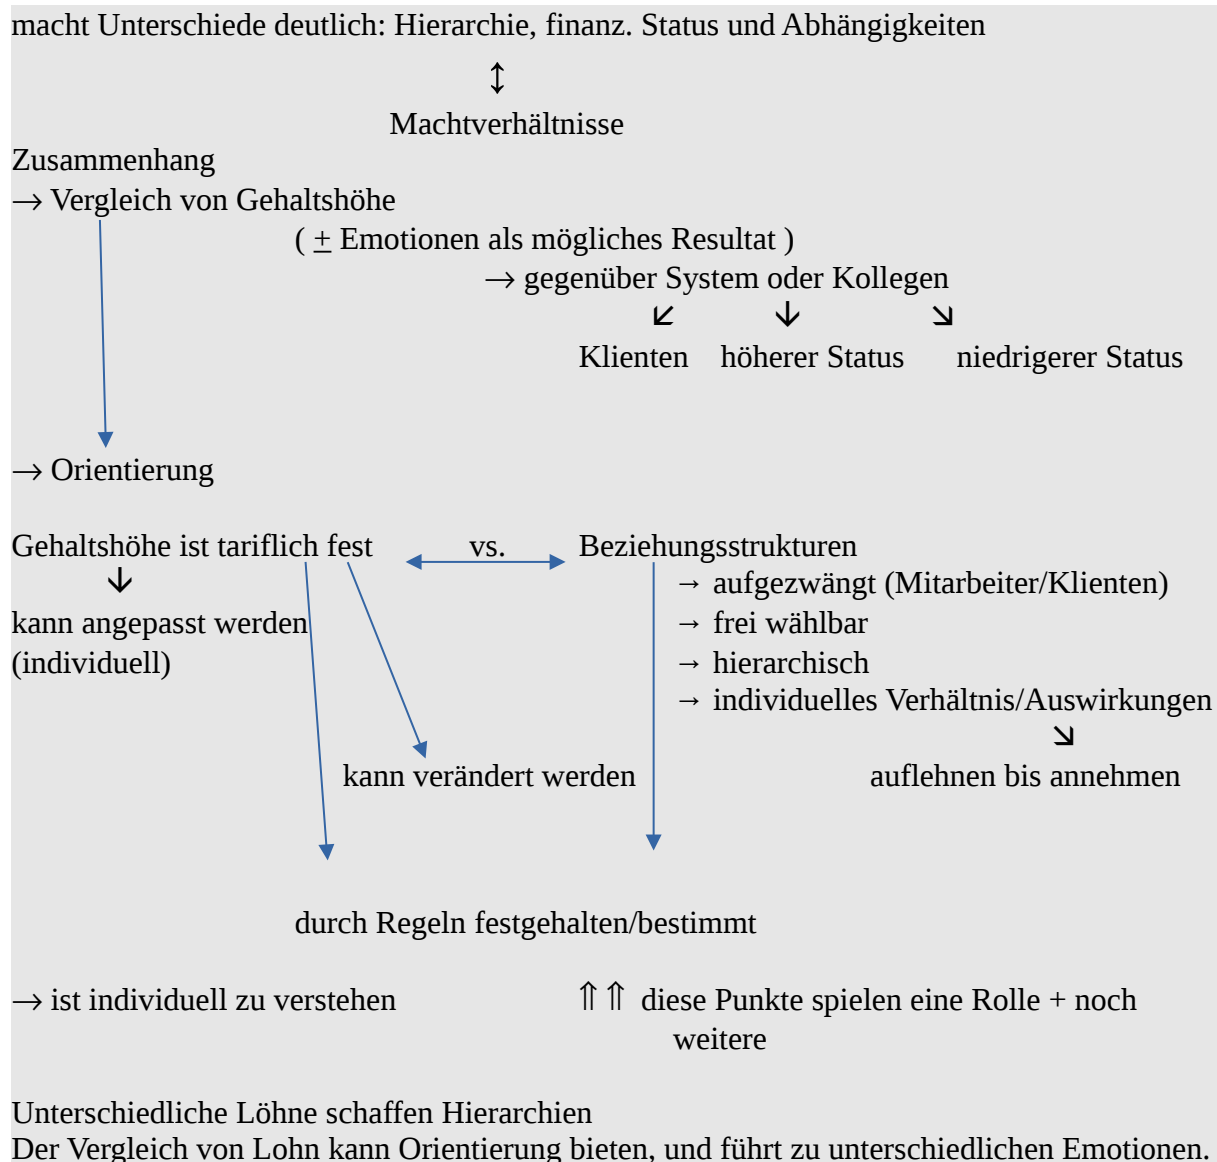 macht Unterschiede deutlich: Hierarchie, finanz. Status und Abhängigkeiten
↕
Machtverhältnisse
Zusammenhang
→ Vergleich von Gehaltshöhe
( ± Emotionen als mögliches Resultat )
→ gegenüber System oder Kollegen
↙ ↓ ↘
Klienten höherer Status niedrigerer Status
→ Orientierung
Gehaltshöhe ist tariflich fest vs. Beziehungsstrukturen
↓ → aufgezwängt (Mitarbeiter/Klienten)
kann angepasst werden → frei wählbar
(individuell) → hierarchisch
→ individuelles Verhältnis/Auswirkungen
↘
kann verändert werden auflehnen bis annehmen
durch Regeln festgehalten/bestimmt
→ ist individuell zu verstehen ⇑ ⇑ diese Punkte spielen eine Rolle + noch
weitere
Unterschiedliche Löhne schaffen Hierarchien
Der Vergleich von Lohn kann Orientierung bieten, und führt zu unterschiedlichen Emotionen.